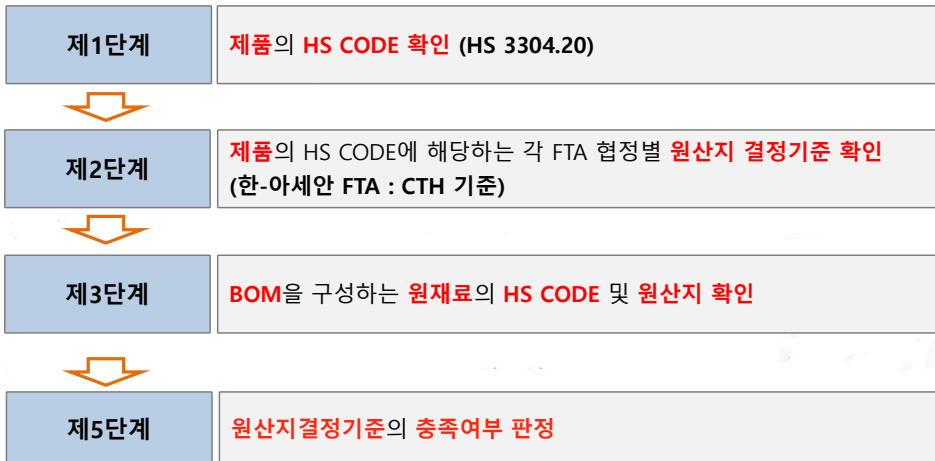 제1단계
제품의 HS CODE 확인 (HS 3304.20)
제2단계
제품의 HS CODE에 해당하는 각 FTA 협정별 원산지 결정기준 확인
(한-아세안 FTA : CTH 기준)
제3단계
BOM을 구성하는 원재료의 HS CODE 및 원산지 확인
제5단계
원산지결정기준의 충족여부 판정